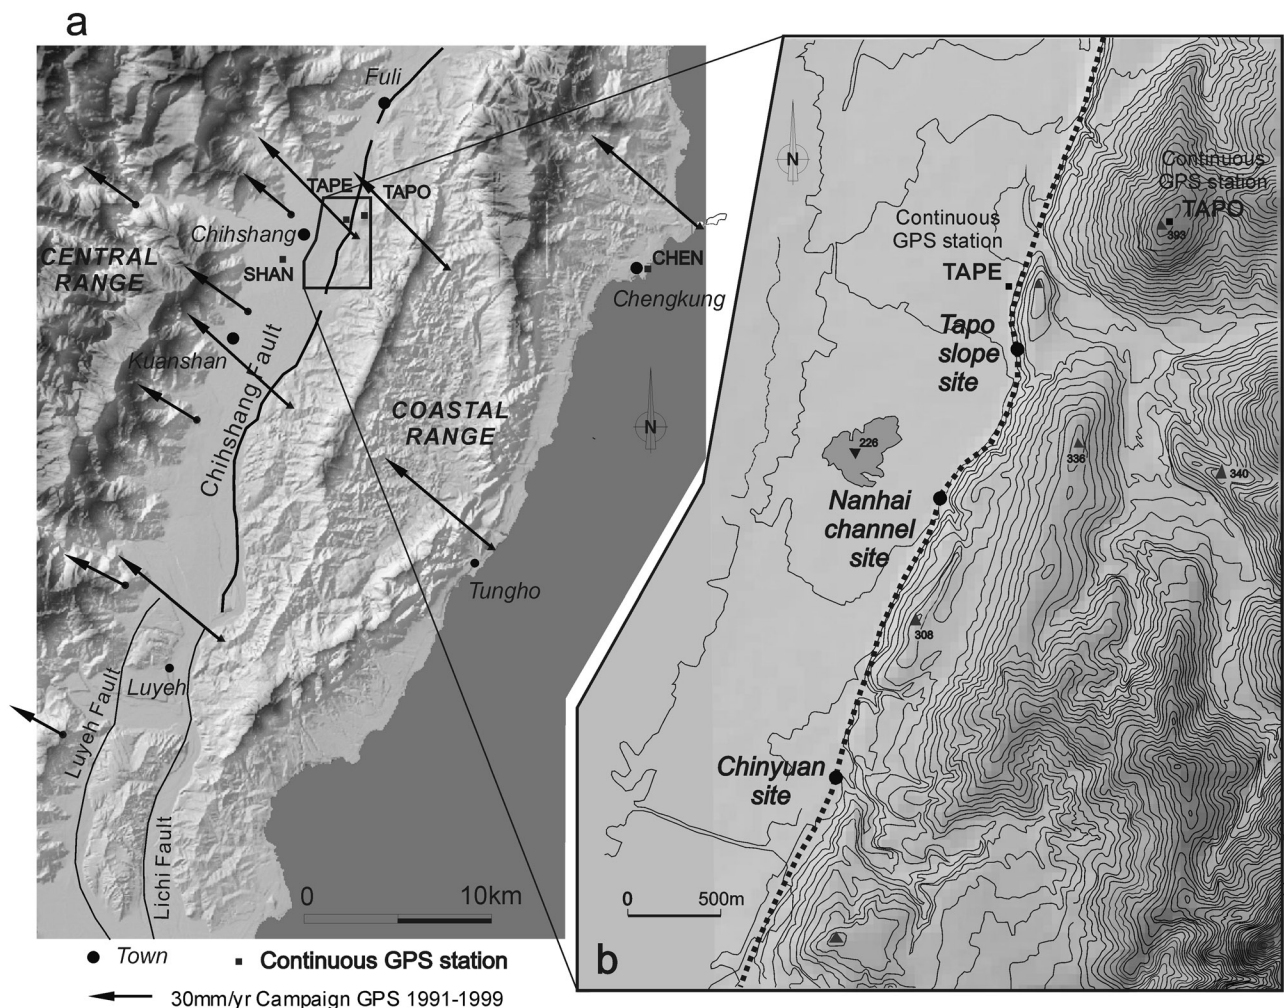 a
Fuli
TAPE
TAPO
Chihshang
SHAN
CENTRAL
RANGE
CHEN
Chengkung
Kuanshan
Chihshang Fault
COASTAL
RANGE
N
Tungho
Luyeh
Luyeh Fault
Lichi Fault
0
10km
Town
Continuous GPS station
30mm/yr Campaign GPS 1991-1999
N
Continuous
GPS station
TAPO
393
Continuous
GPS station
TAPE
Tapo
slope
site
226
336
340
Nanhai
channel
site
308
Chinyuan
site
0
500m
b